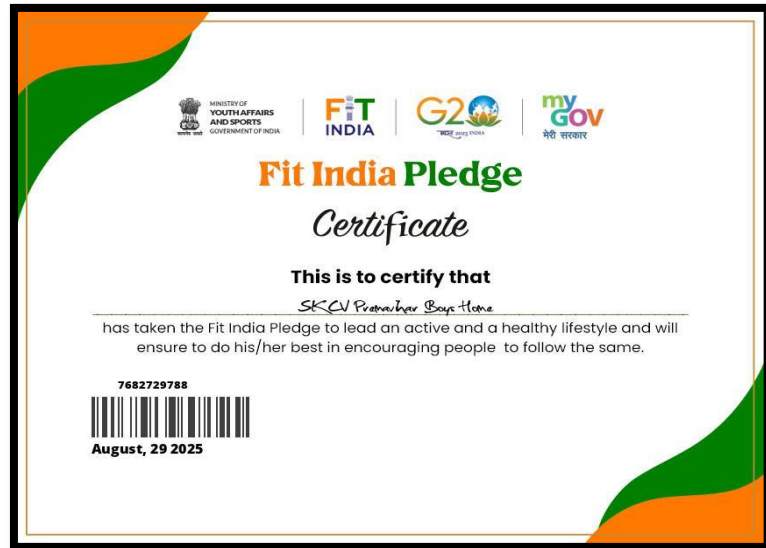 MINISTRY OF
YOUTH AFFAIRS
AND SPORTS
GOVERNMENT OF INDIA
FiT
INDIA
G20
भारत 2023 INDIA
my
GOV
मेरी सरकार
Fit India Pledge
Certificate
This is to certify that
SKCV Boys Home
has taken the Fit India Pledge to lead an active and a healthy lifestyle and will
ensure to do his/her best in encouraging people to follow the same.
7682729788
August, 29 2025